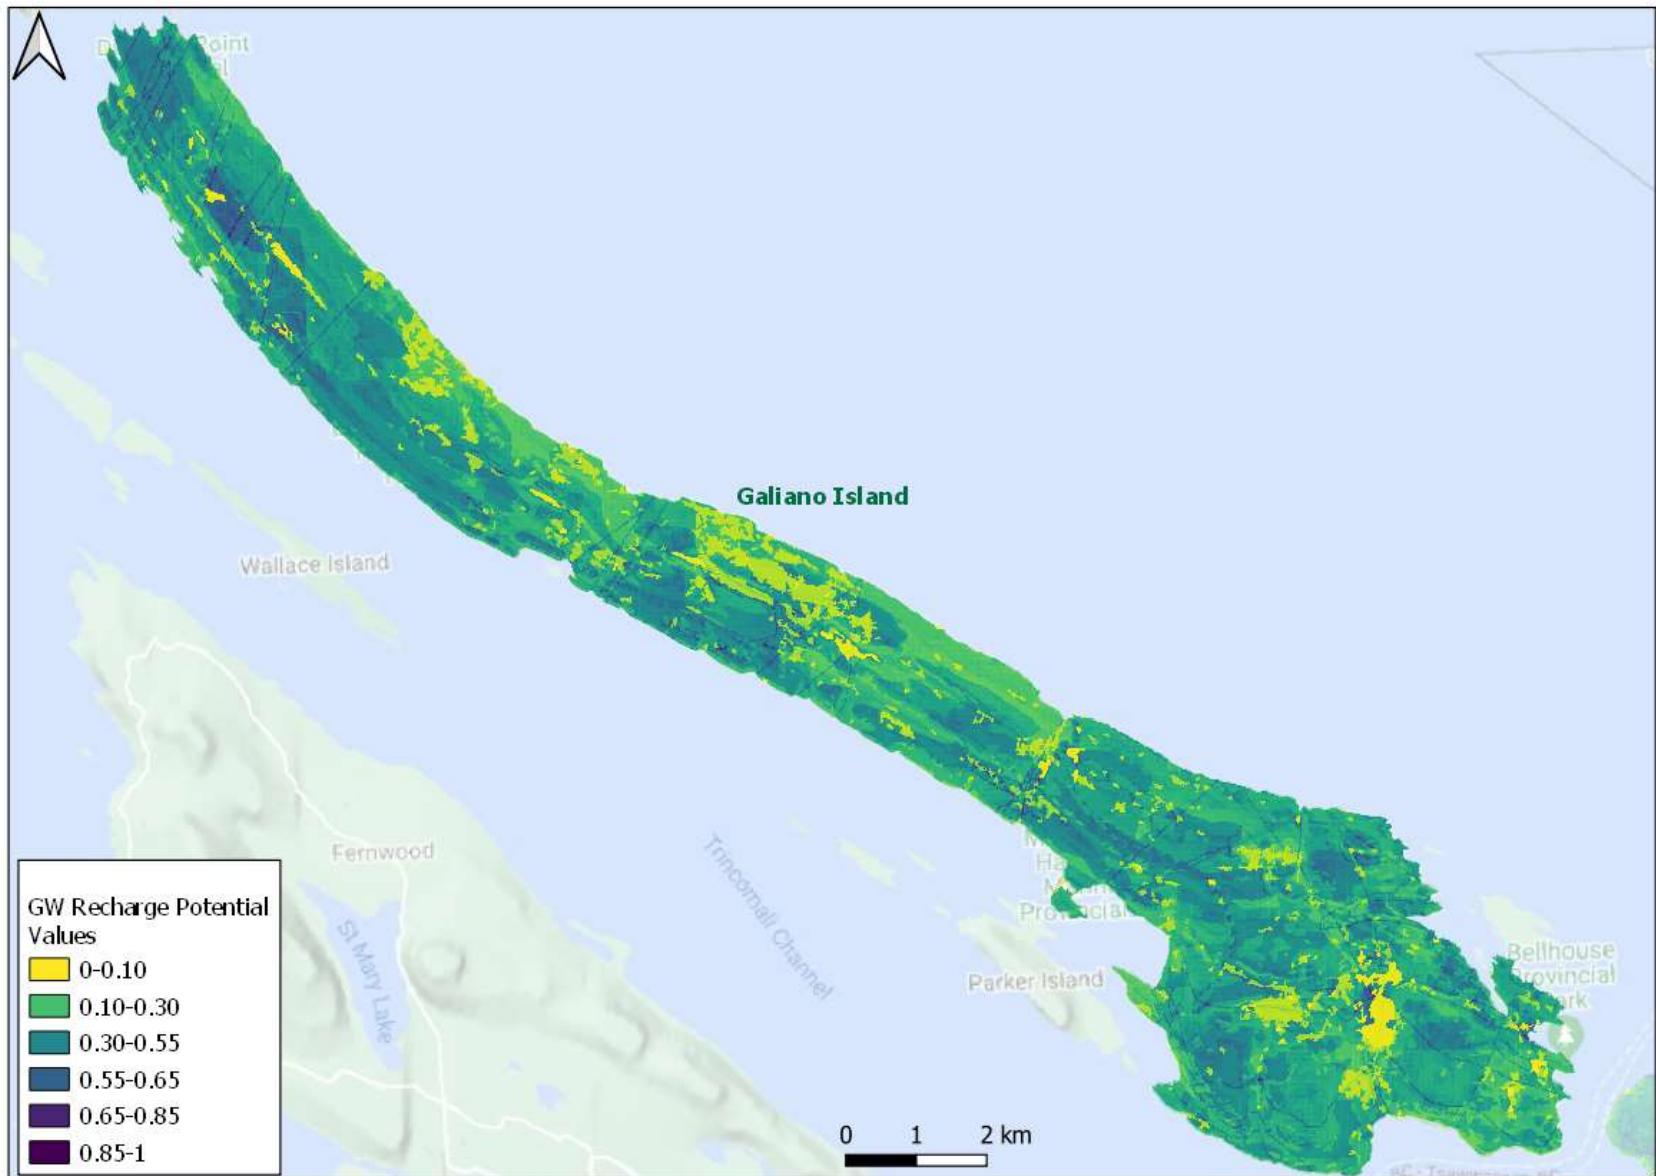 Point
Galiano Island
Wallace Island
Fernwood
St Mary Lake
Trincomali Channel
Provincial
Parker Island
Bellhouse
Provincial
GW Recharge Potential
Values
0-0.10
0.10-0.30
0.30-0.55
0.55-0.65
0.65-0.85
0.85-1
0 1 2 km